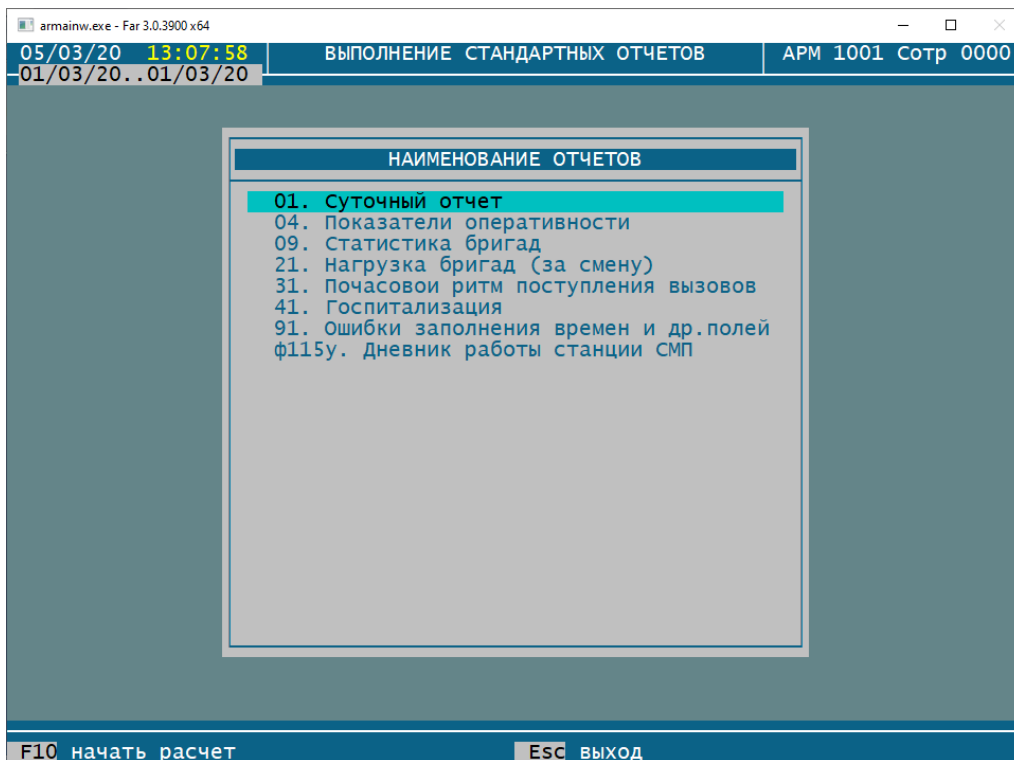 armainw.exe - Far 3.0.3900 x64
05/03/20 13:07:58 ВЫПОЛНЕНИЕ СТАНДАРТНЫХ ОТЧЕТОВ АРМ 1001 Сотр 0000
01/03/20..01/03/20
НАИМЕНОВАНИЕ ОТЧЕТОВ
01. Суточный отчет
04. Показатели оперативности
09. Статистика бригад
21. Нагрузка бригад (за смену)
31. Почасовои ритм поступления вызовов
41. Госпитализация
91. Ошибки заполнения времен и др.полей
ф115у. Дневник работы станции СМП
F10 начать расчет Esc выход